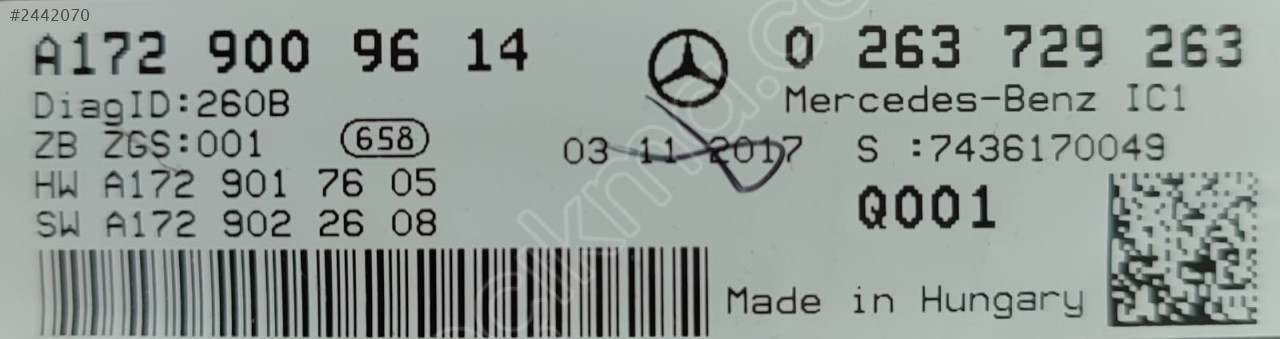 #2442070
A172 900 96 14
DiagID:260B
ZB ZGS:001 658
HW A172 901 76 05
SW A172 902 26 08
03 11 2017
0 263 729 263
Mercedes-Benz IC1
S :7436170049
Q001
Made in Hungary